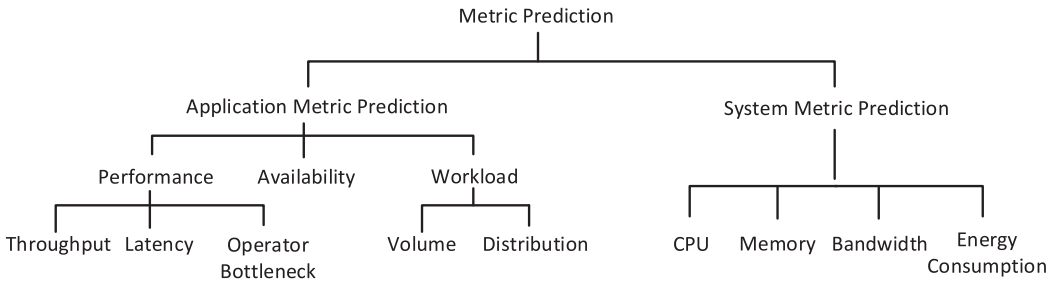 Metric Prediction
Application Metric Prediction
System Metric Prediction
Performance
Availability
Workload
Throughput
Latency
Operator
Bottleneck
Volume
Distribution
CPU
Memory
Bandwidth
Energy
Consumption